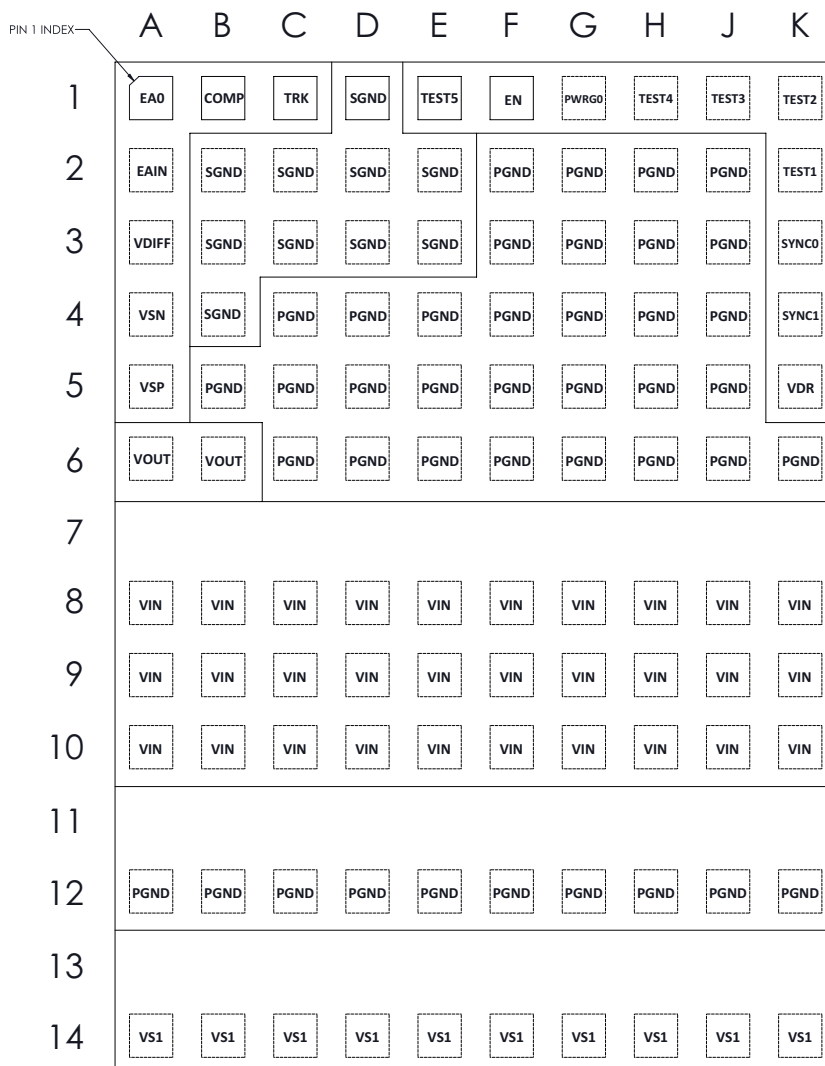 A B C D E F G H J K
PIN 1 INDEX
1 EA0 COMP TRK SGND TEST5 EN PWRG0 TEST4 TEST3 TEST2
2 EAIN SGND SGND SGND SGND PGND PGND PGND PGND TEST1
3 VDIFF SGND SGND SGND SGND PGND PGND PGND PGND SYNC0
4 VSN SGND PGND PGND PGND PGND PGND PGND PGND SYNC1
5 VSP PGND PGND PGND PGND PGND PGND PGND PGND VDR
6 VOUT VOUT PGND PGND PGND PGND PGND PGND PGND PGND
7
8 VIN VIN VIN VIN VIN VIN VIN VIN VIN VIN
9 VIN VIN VIN VIN VIN VIN VIN VIN VIN VIN
10 VIN VIN VIN VIN VIN VIN VIN VIN VIN VIN
11
12 PGND PGND PGND PGND PGND PGND PGND PGND PGND PGND
13
14 VS1 VS1 VS1 VS1 VS1 VS1 VS1 VS1 VS1 VS1